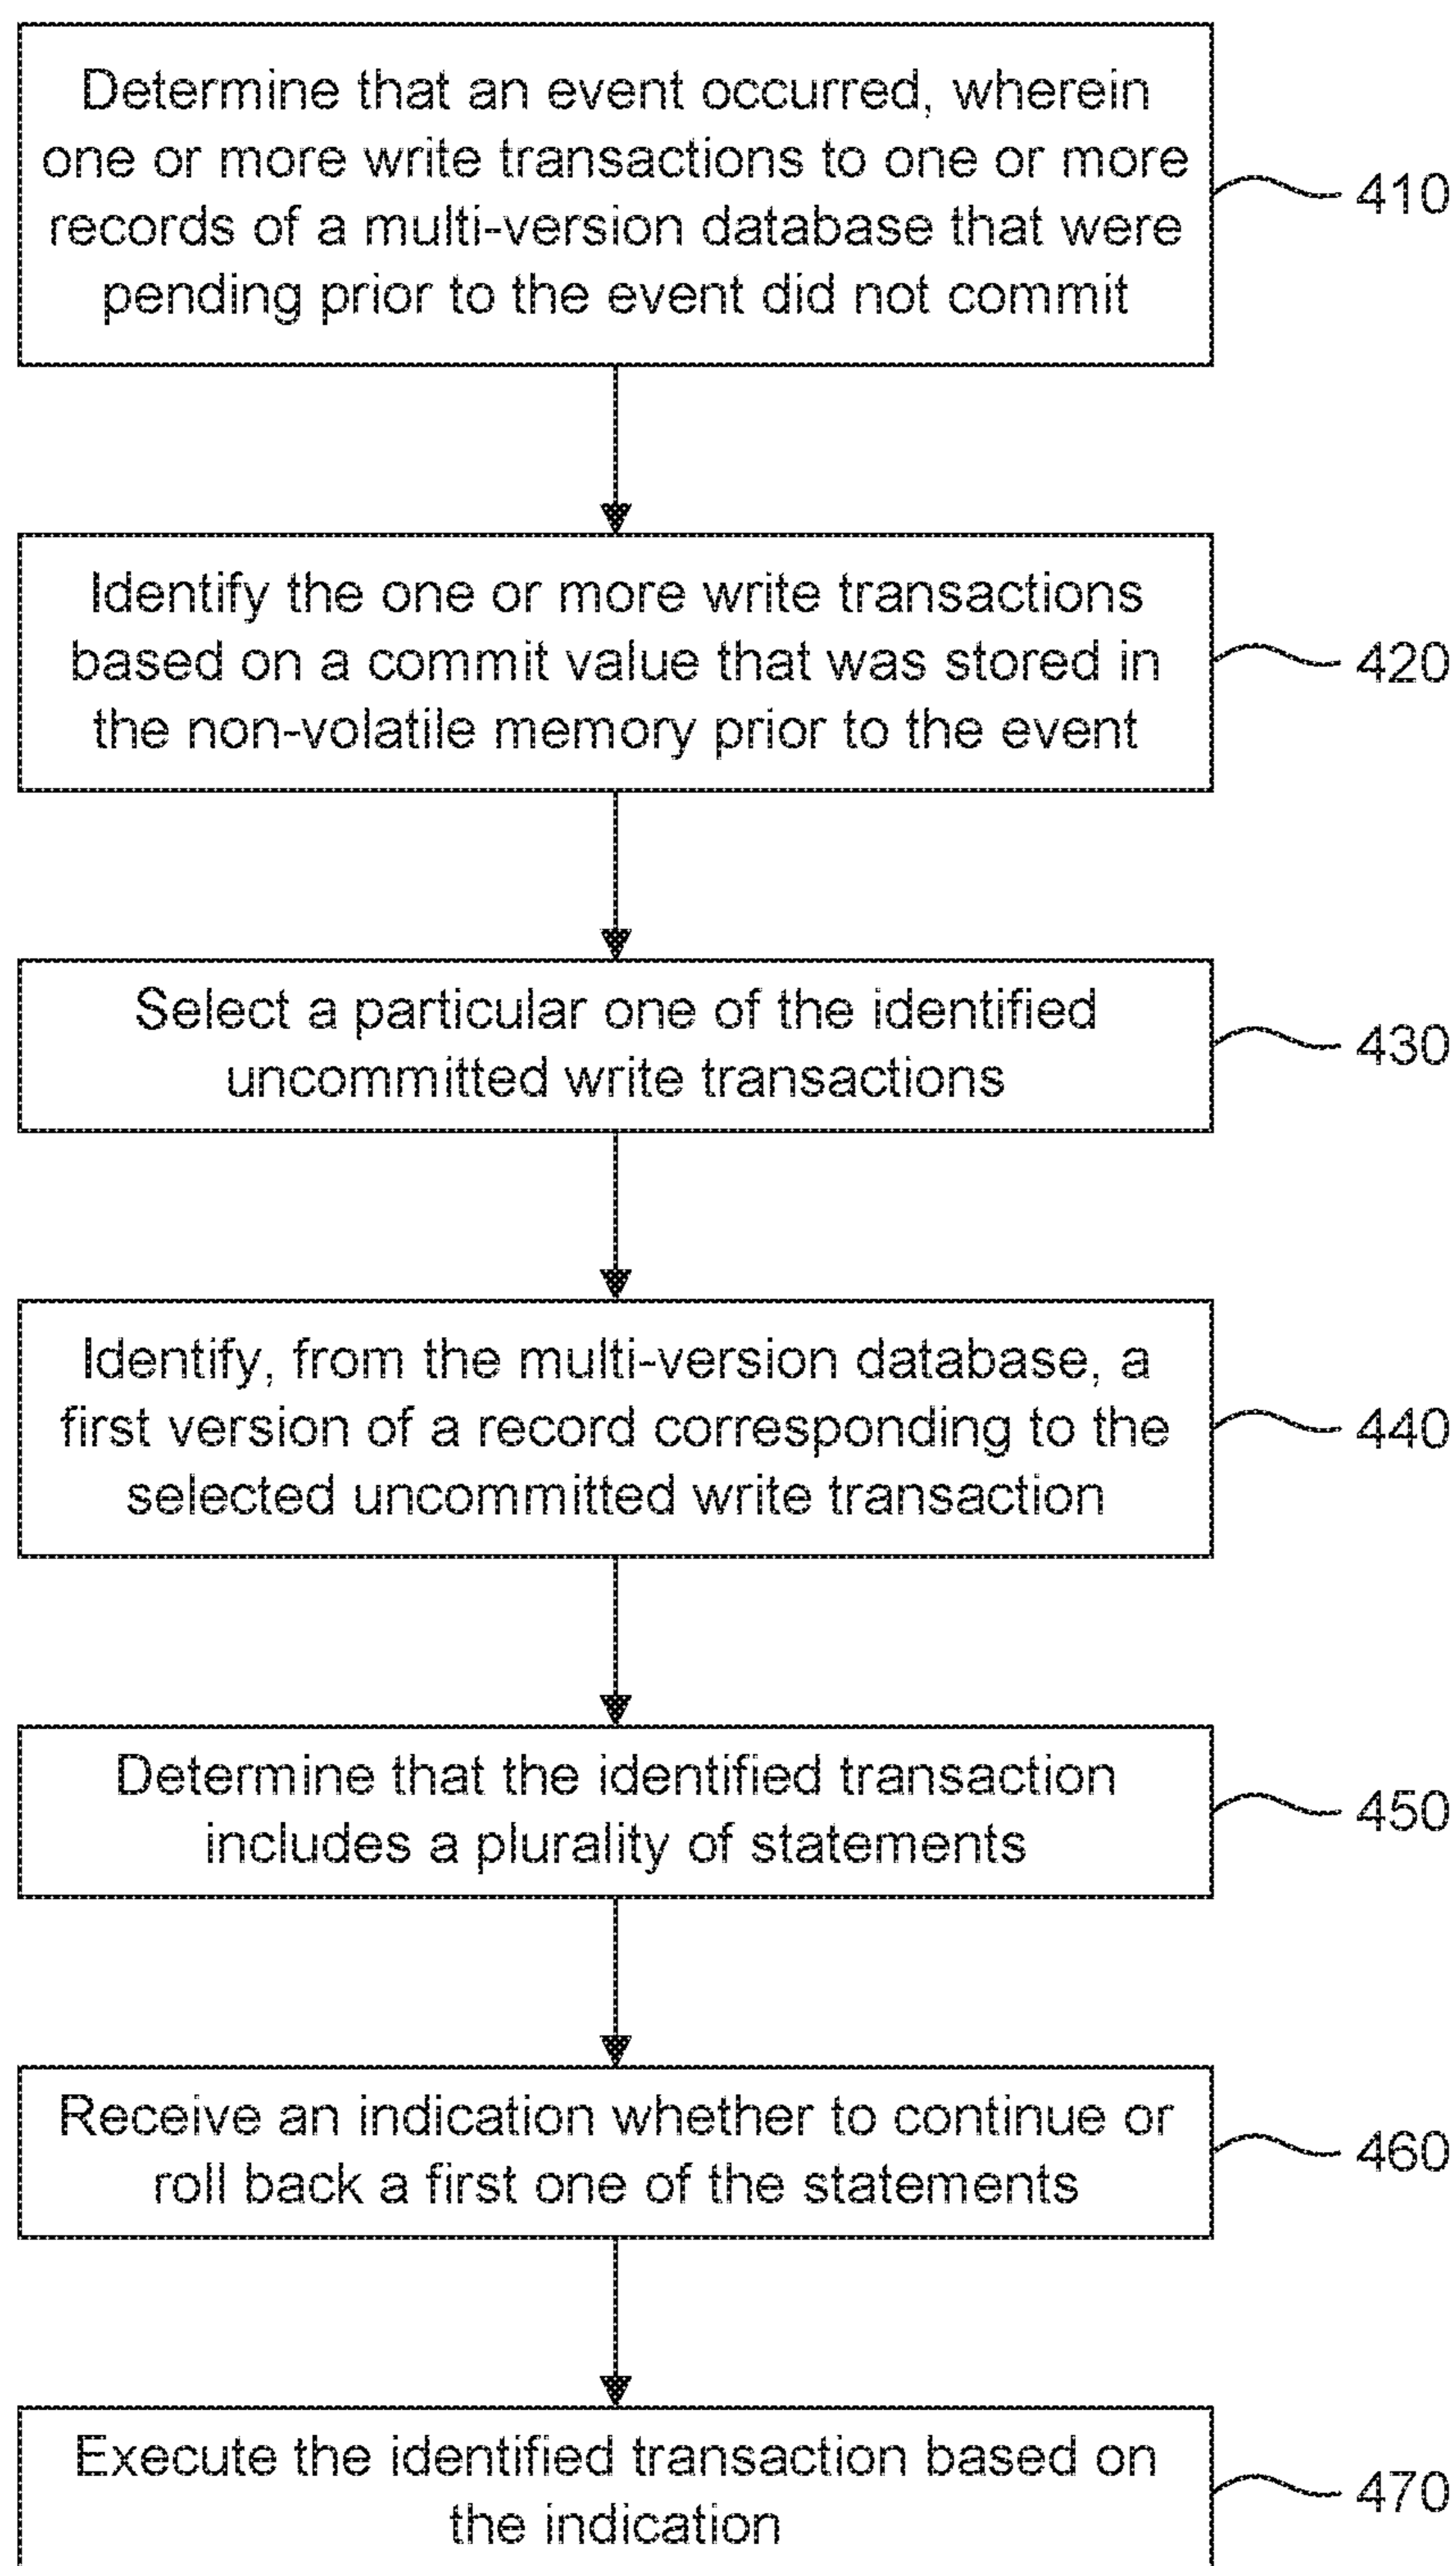 Determine that an event occurred, wherein
one or more write transactions to one or more
records of a multi-version database that were
pending prior to the event did not commit
410
Identify the one or more write transactions
based on a commit value that was stored in
the non-volatile memory prior to the event
420
Select a particular one of the identified
uncommitted write transactions
430
Identify, from the multi-version database, a
first version of a record corresponding to the
selected uncommitted write transaction
440
Determine that the identified transaction
includes a plurality of statements
450
Receive an indication whether to continue or
roll back a first one of the statements
460
Execute the identified transaction based on
the indication
470